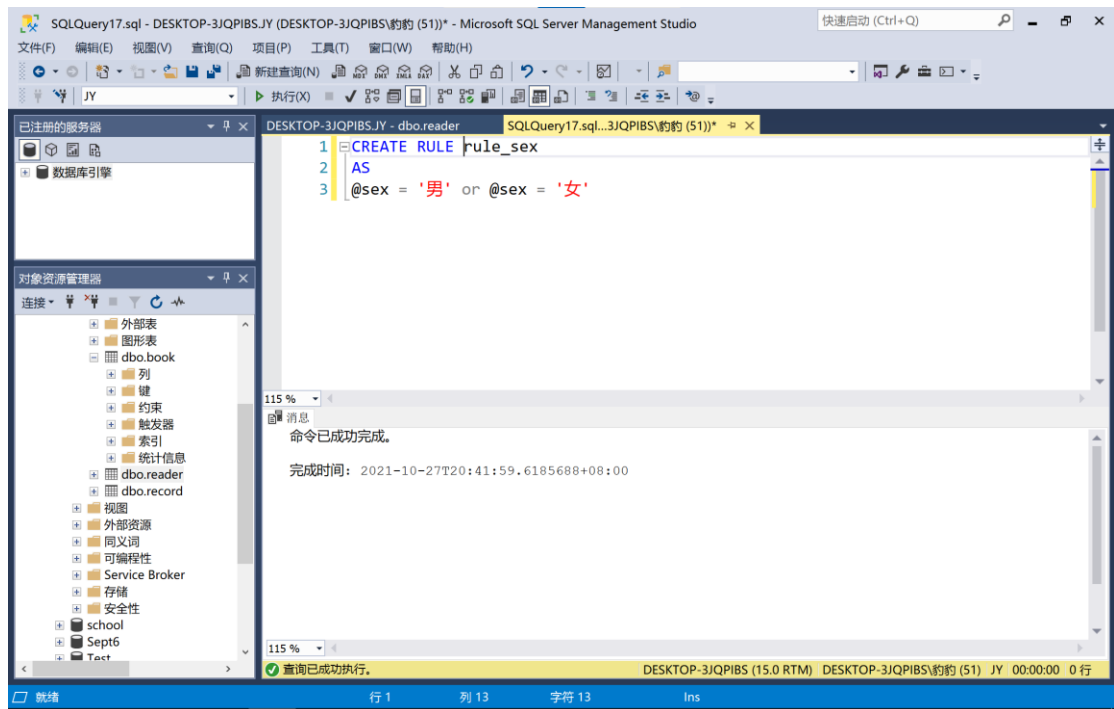 SQLQuery17.sql - DESKTOP-3JQPIBS.JY (DESKTOP-3JQPIBS\豹豹 (51))* - Microsoft SQL Server Management Studio
快速启动 (Ctrl+Q)
文件(F) 编辑(E) 视图(V) 查询(Q) 项目(P) 工具(T) 窗口(W) 帮助(H)
新建查询(N) MDX DMX XMLA DAX
JY 执行(X)
已注册的服务器
数据库引擎
DESKTOP-3JQPIBS.JY - dbo.reader SQLQuery17.sql...3JQPIBS\豹豹 (51))*
1 CREATE RULE rule_sex
2 AS
3 @sex = '男' or @sex = '女'
对象资源管理器
连接
外部表
图形表
dbo.book
列
键
约束
触发器
索引
统计信息
dbo.reader
dbo.record
视图
外部资源
同义词
可编程性
Service Broker
存储
安全性
school
Sept6
Test
115 %
消息
命令已成功完成。
完成时间: 2021-10-27T20:41:59.6185688+08:00
115 %
查询已成功执行。 DESKTOP-3JQPIBS (15.0 RTM) DESKTOP-3JQPIBS\豹豹 (51) JY 00:00:00 0 行
就绪 行 1 列 13 字符 13 Ins